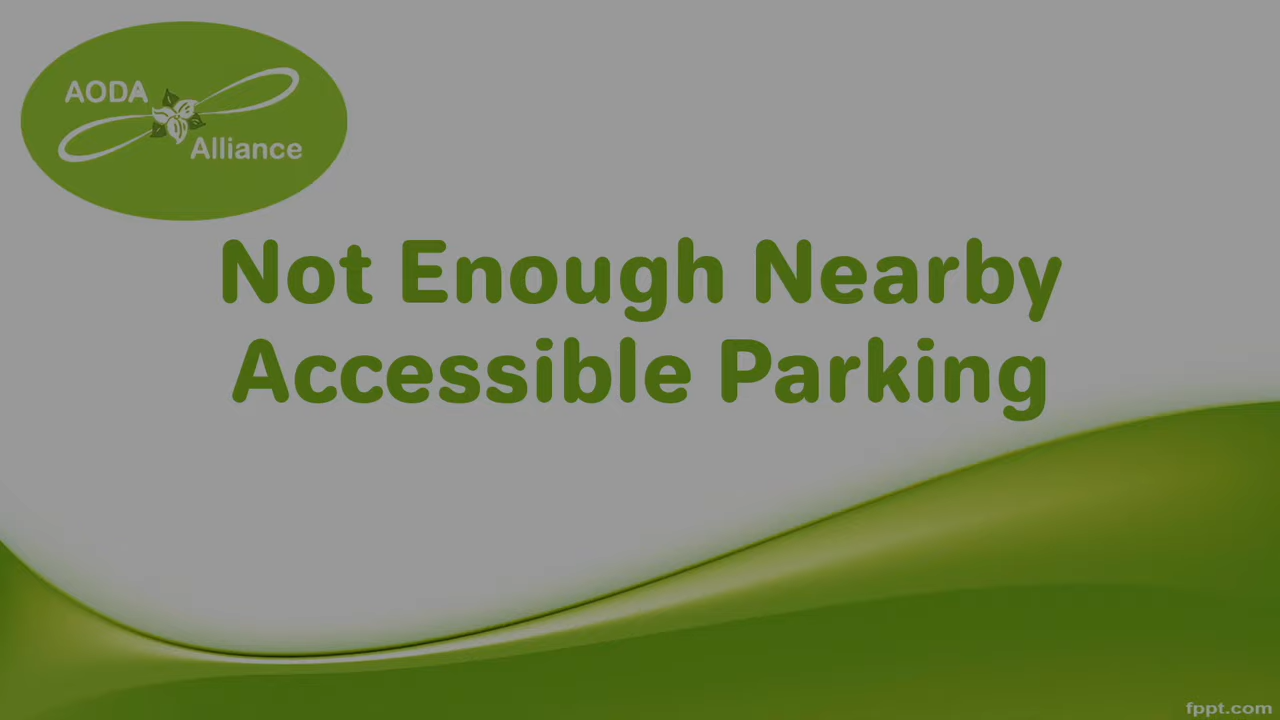 AODA
Alliance
Not Enough Nearby
Accessible Parking
fppt.com